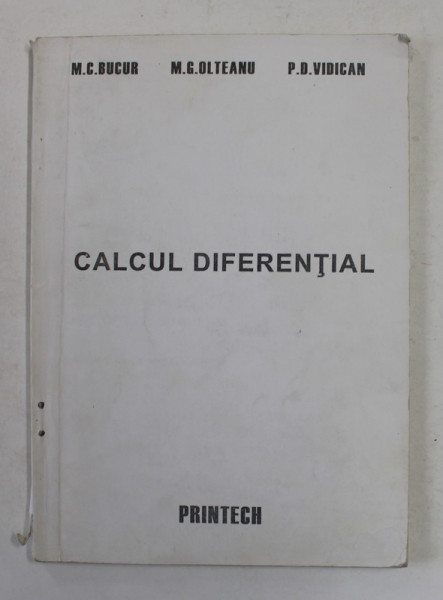 M.C.BUCUR M.G.OLTEANU P.D.VIDICAN
CALCUL DIFERENŢIAL
PRINTECH